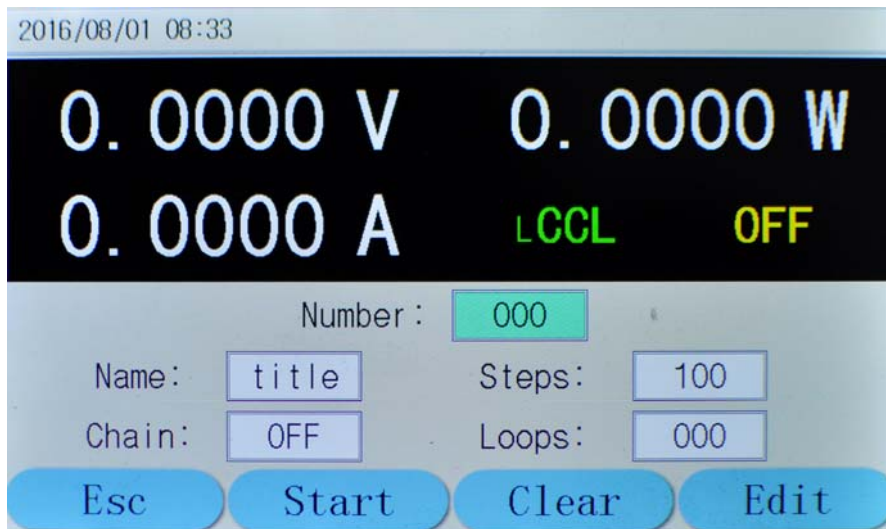 2016/08/01 08:33
0.0000 V 0.0000 W
0.0000 A LCCL OFF
Number: 000
Name: title Steps: 100
Chain: OFF Loops: 000
Esc Start Clear Edit